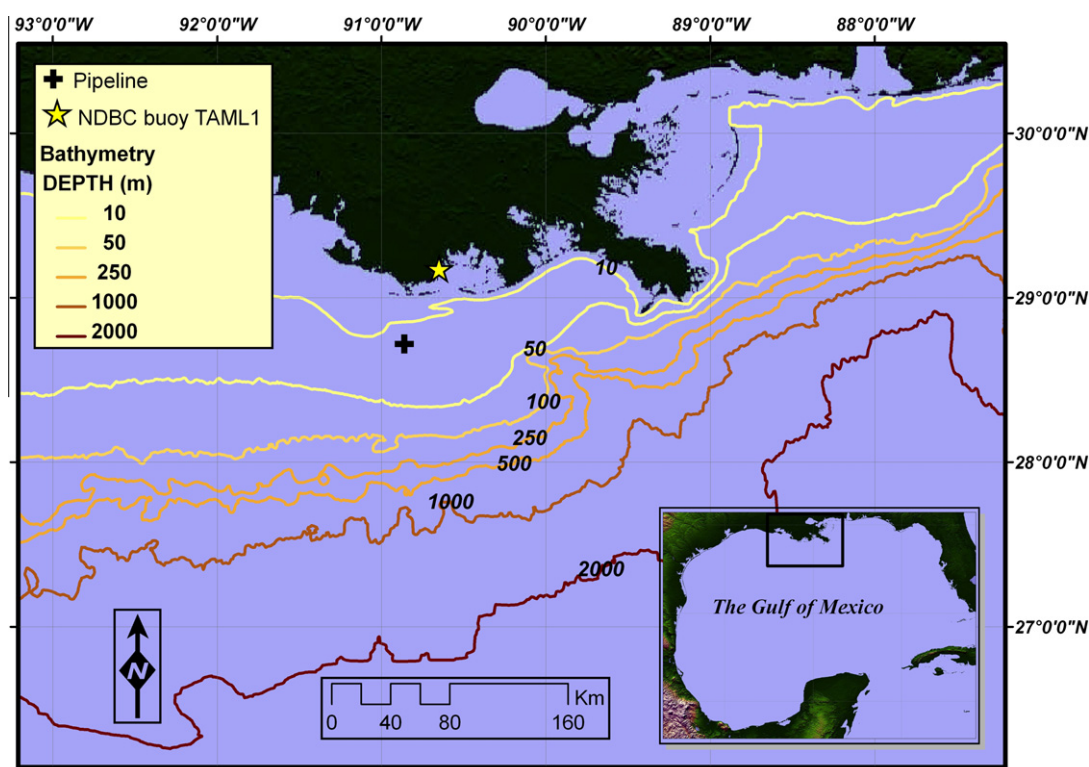 93°0'0"W 92°0'0"W 91°0'0"W 90°0'0"W 89°0'0"W 88°0'0"W
Pipeline
NDBC buoy TAML1
Bathymetry
DEPTH (m)
10
50
250
1000
2000
30°0'0"N
29°0'0"N
28°0'0"N
27°0'0"N
10
50
100
250
500
1000
2000
The Gulf of Mexico
N
Km
0 40 80 160